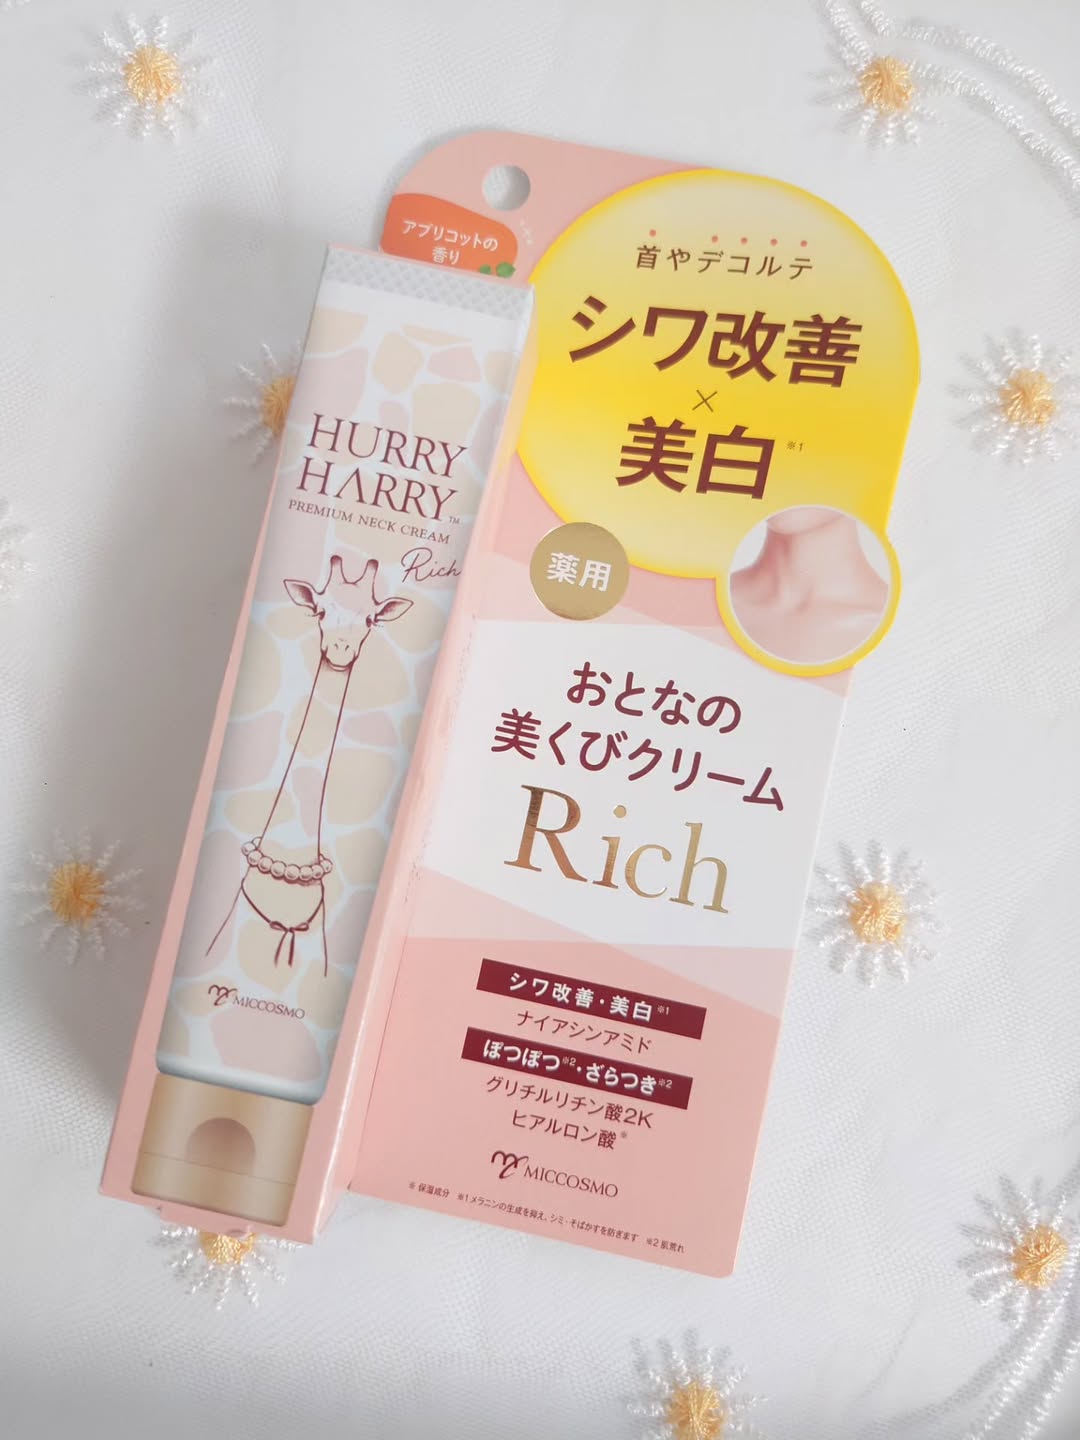 アプリコットの
香り
首やデコルテ
シワ改善
×
美白※1
薬用
HURRY
HARRY™
PREMIUM NECK CREAM
Rich
MICCOSMO
おとなの
美くびクリーム
Rich
シワ改善・美白※1
ナイアシンアミド
ぽつぽつ※2・ざらつき※2
グリチルリチン酸2K
ヒアルロン酸※
MICCOSMO
※ 保湿成分 ※1 メラニンの生成を抑え、シミ・そばかすを防ぎます ※2 肌荒れ